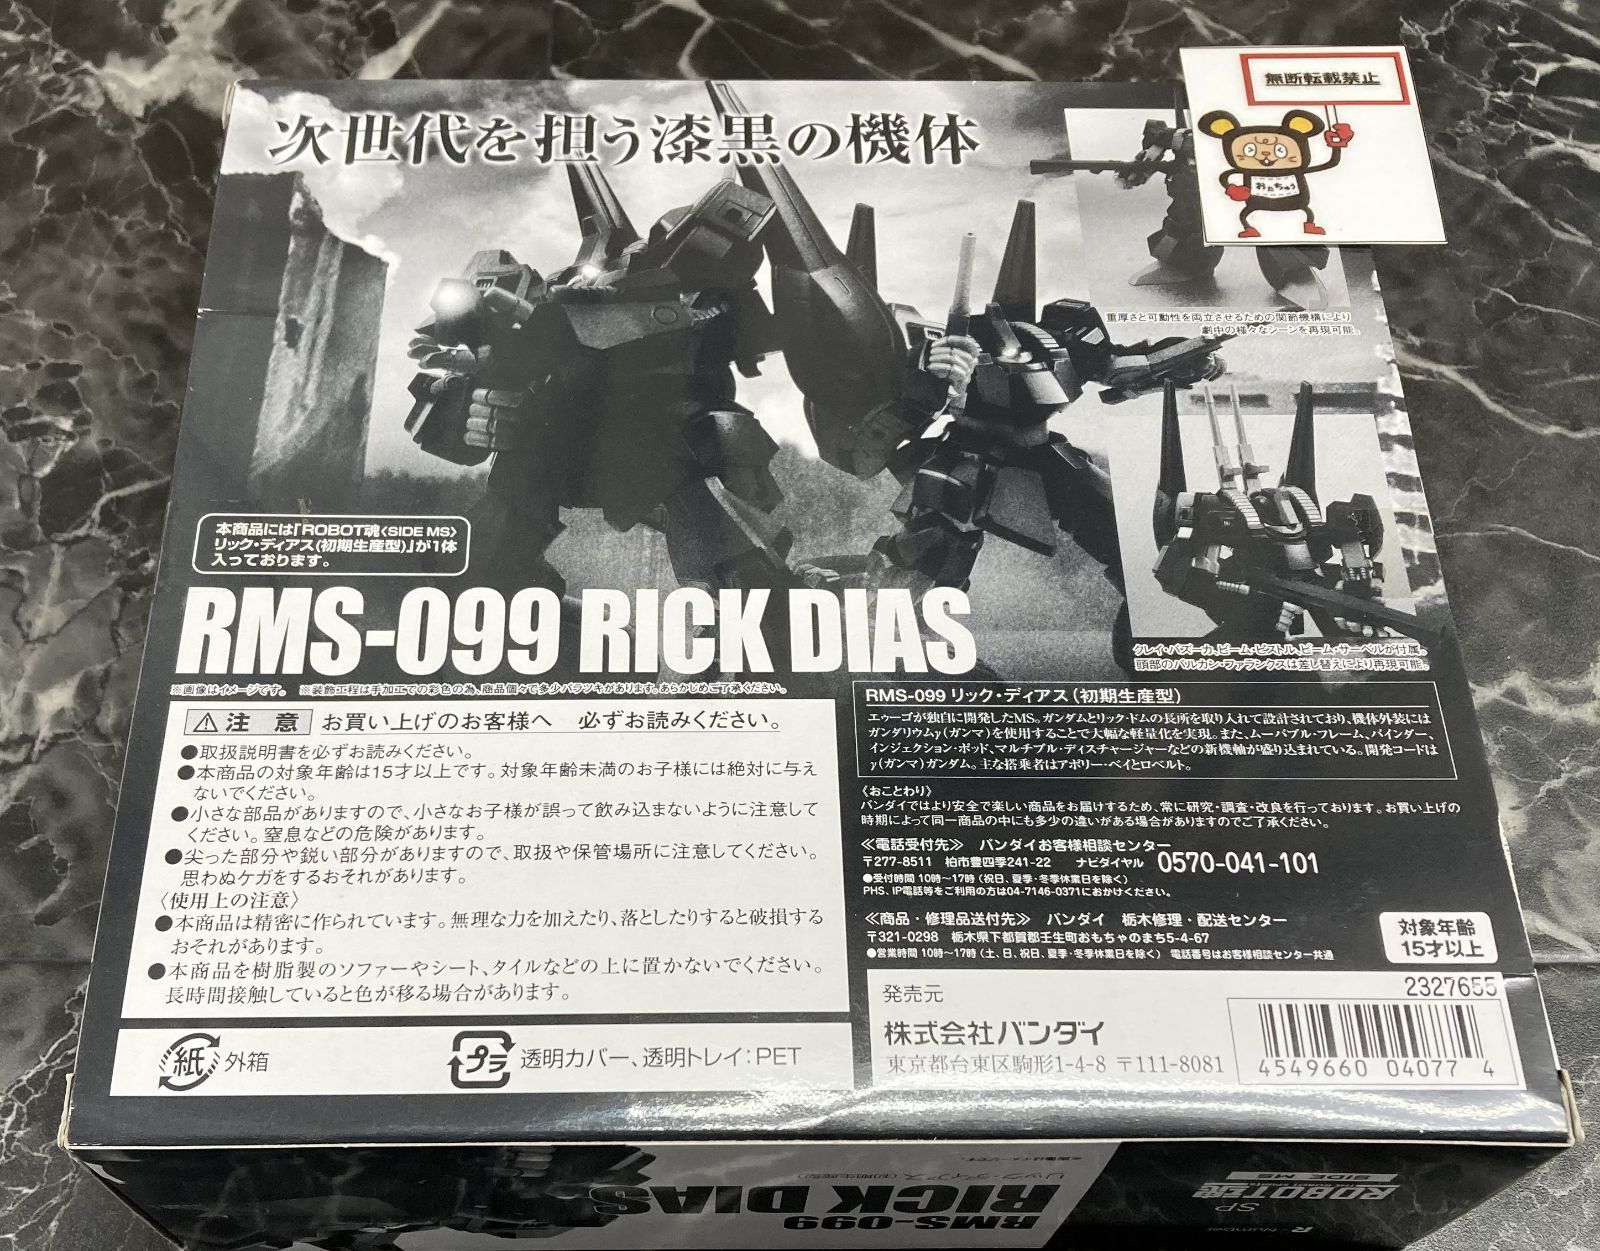 無断転載禁止
おたちゅう
次世代を担う漆黒の機体
重厚さと可動性を両立させるための関節機構により
劇中の様々なシーンを再現可能。
本商品には「ROBOT魂〈SIDE MS〉
リック・ディアス(初期生産型)」が1体
入っております。
RMS-099 RICK DIAS
クレイ・バズーカ、ビーム・ピストル、ビーム・サーベルが付属。
頭部のバルカン・ファランクスは差し替えにより再現可能。
※画像はイメージです。 ※装飾工程は手加工での彩色の為、商品個々で多少バラツキがあります。あらかじめご了承ください。
⚠注意 お買い上げのお客様へ 必ずお読みください。
●取扱説明書を必ずお読みください。
●本商品の対象年齢は15才以上です。対象年齢未満のお子様には絶対に与え
ないでください。
●小さな部品がありますので、小さなお子様が誤って飲み込まないように注意して
ください。窒息などの危険があります。
●尖った部分や鋭い部分がありますので、取扱や保管場所に注意してください。
思わぬケガをするおそれがあります。
〈使用上の注意〉
●本商品は精密に作られています。無理な力を加えたり、落としたりすると破損する
おそれがあります。
●本商品を樹脂製のソファーやシート、タイルなどの上に置かないでください。
長時間接触していると色が移る場合があります。
紙 外箱
プラ 透明カバー、透明トレイ:PET
RMS-099 リック・ディアス(初期生産型)
エゥーゴが独自に開発したMS。ガンダムとリック・ドムの長所を取り入れて設計されており、機体外装には
ガンダリウムγ(ガンマ)を使用することで大幅な軽量化を実現。また、ムーバブル・フレーム、バインダー、
インジェクション・ポッド、マルチプル・ディスチャージャーなどの新機軸が盛り込まれている。開発コードは
γ(ガンマ)ガンダム。主な搭乗者はアポリー・ベイとロベルト。
《おことわり》
バンダイではより安全で楽しい商品をお届けするため、常に研究・調査・改良を行っております。お買い上げの
時期によって同一商品の中にも多少の違いがある場合がありますのでご了承ください。
≪電話受付先≫ バンダイお客様相談センター
〒277-8511 柏市豊四季241-22 ナビダイヤル 0570-041-101
●受付時間 10時〜17時(祝日、夏季・冬季休業日を除く)
PHS、IP電話等をご利用の方は04-7146-0371におかけください。
≪商品・修理品送付先≫ バンダイ 栃木修理・配送センター
〒321-0298 栃木県下都賀郡壬生町おもちゃのまち5-4-67
●営業時間 10時〜17時(土、日、祝日、夏季・冬季休業日を除く) 電話番号はお客様相談センター共通
対象年齢
15才以上
発売元
2327655
株式会社バンダイ
東京都台東区駒形1-4-8 〒111-8081
4549660 040774
※画像はイメージです。
リック・ディアス(初期生産型)
RMS-099
RICK DIAS
ROBOT魂
SIDE MS
SP
R-Number